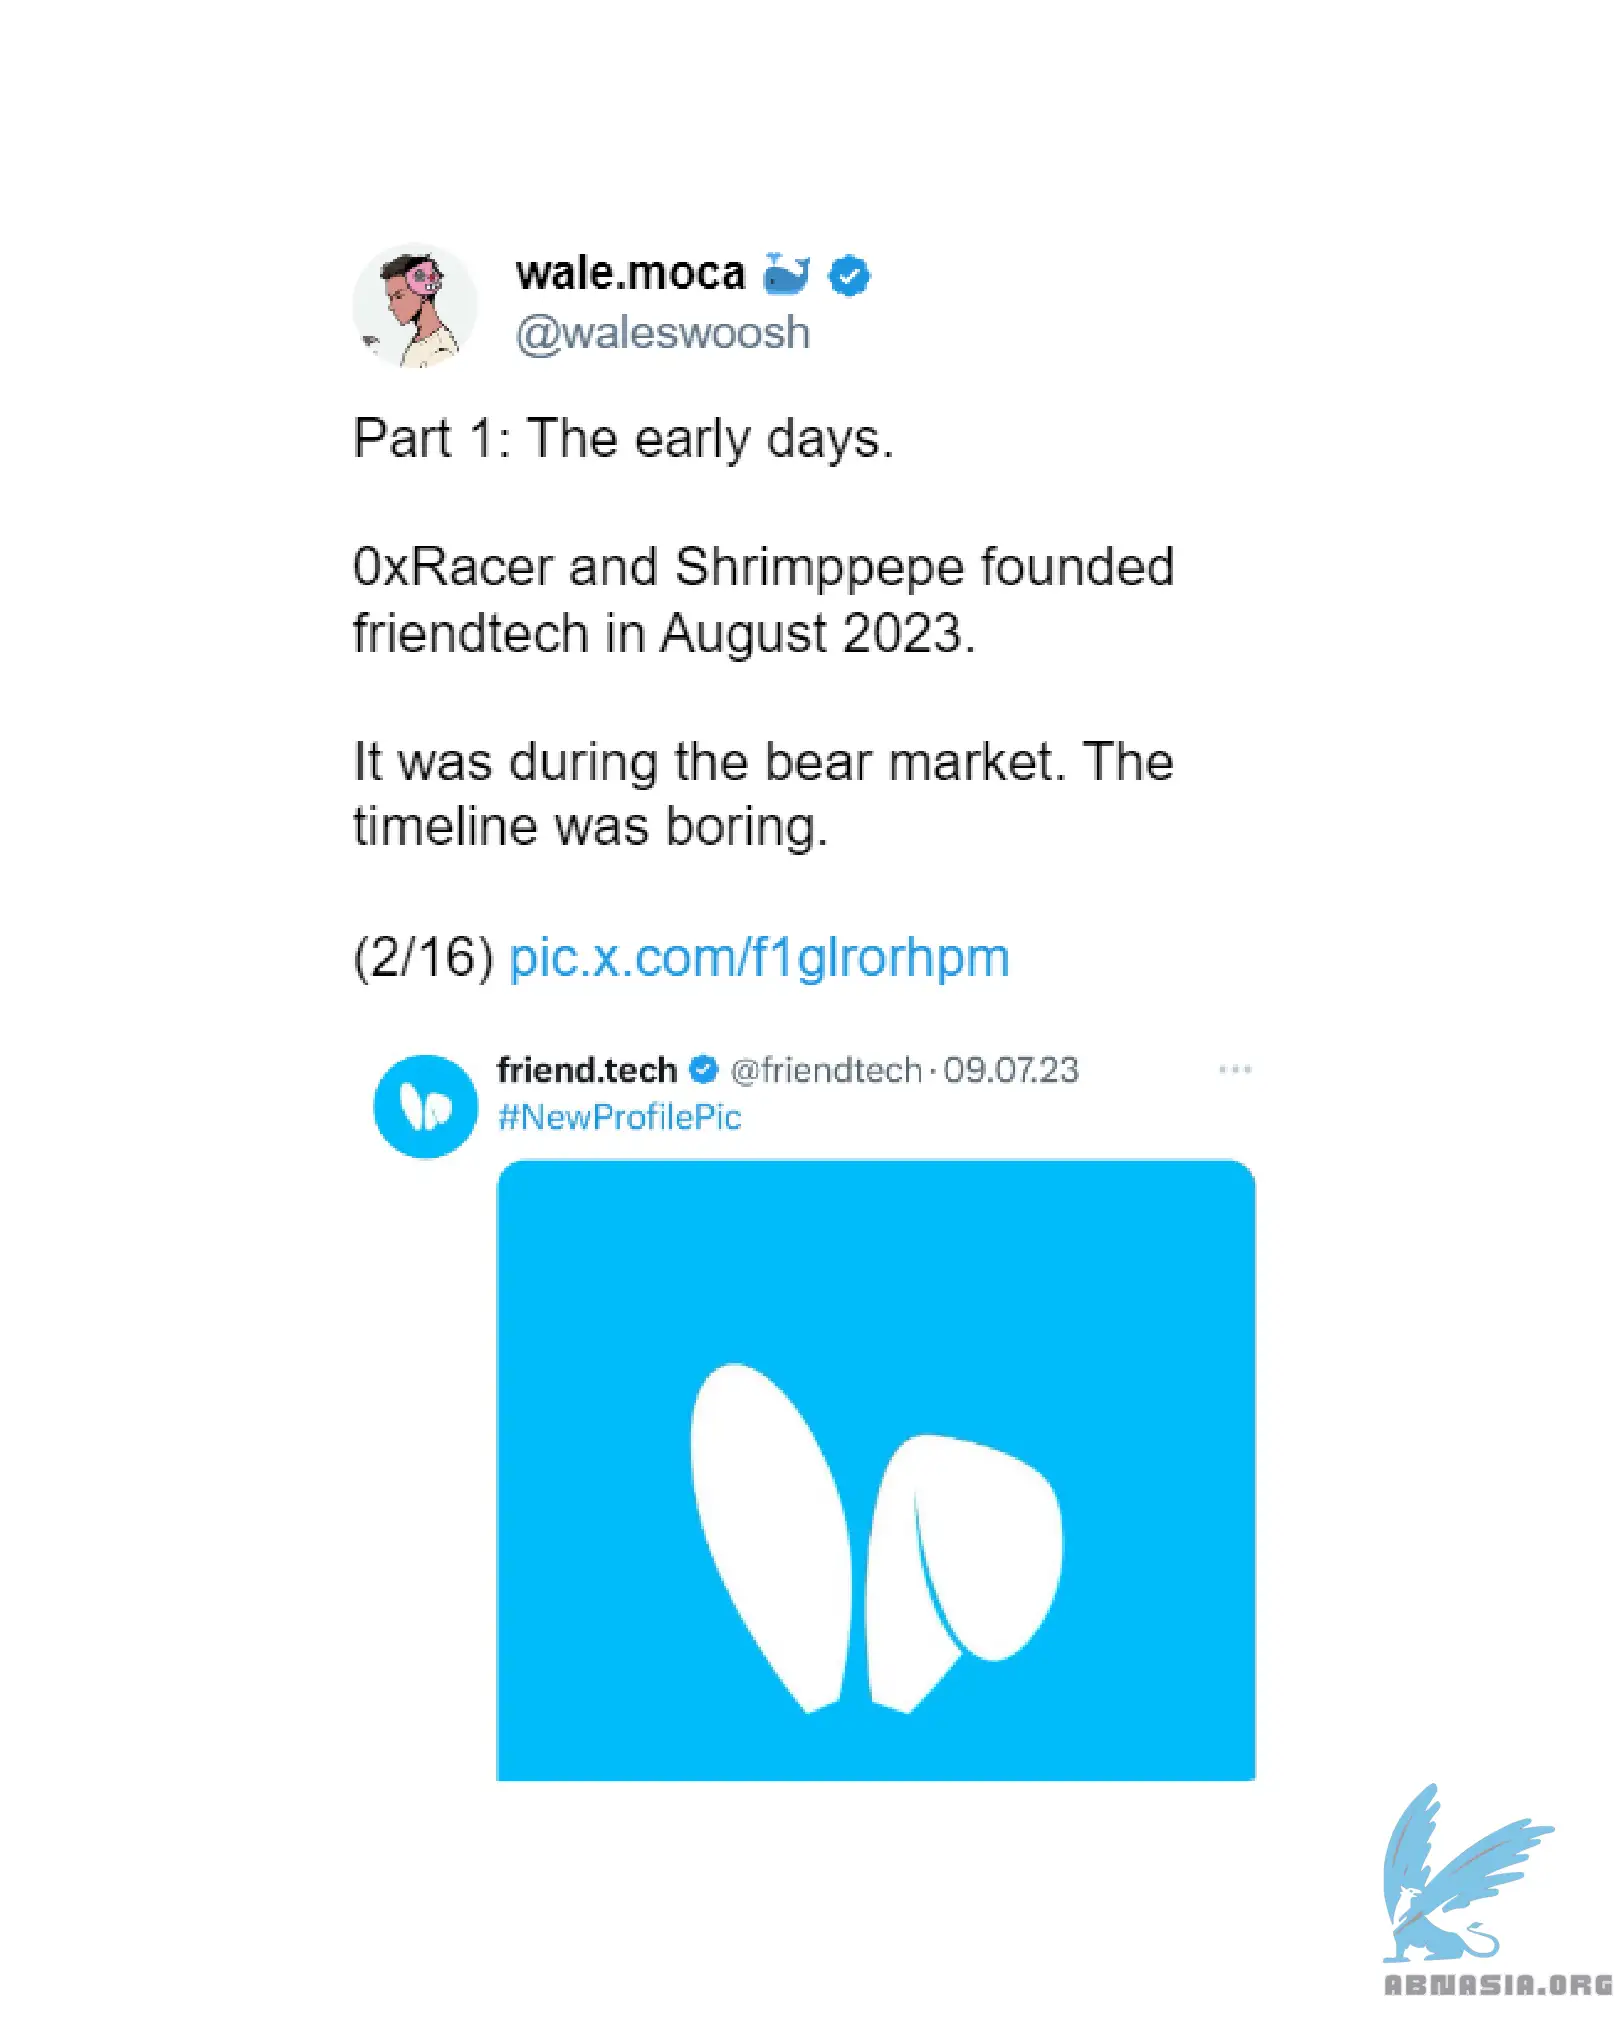 wale.moca 🐳
@waleswoosh
Part 1: The early days.
0xRacer and Shrimppepe founded
friendtech in August 2023.
It was during the bear market. The
timeline was boring.
(2/16) pic.x.com/f1glrorhpm
friend.tech @friendtech · 09.07.23
#NewProfilePic
ABNASIA.ORG